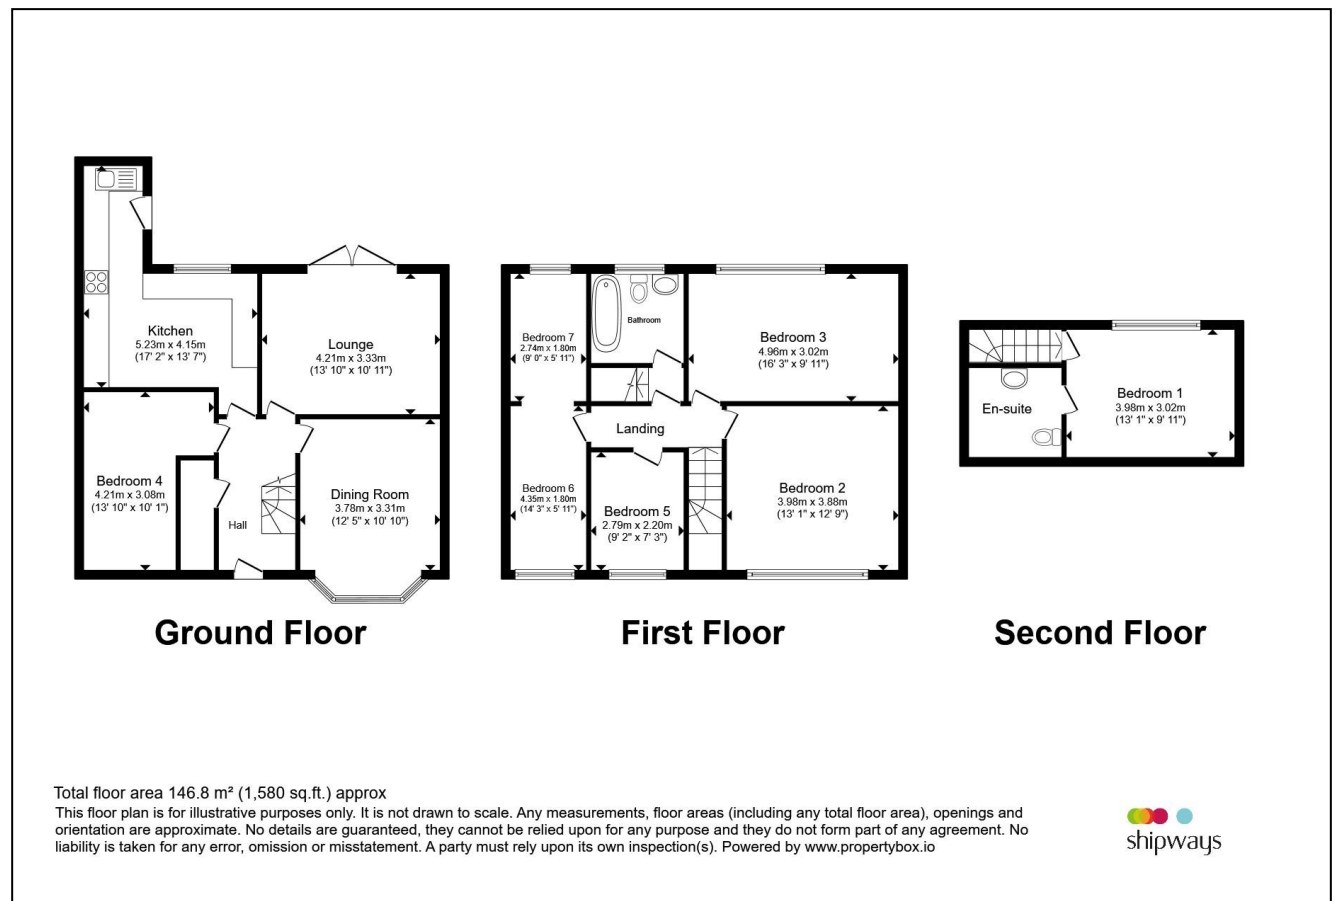 Kitchen
5.23m x 4.15m
(17' 2" x 13' 7")
Lounge
4.21m x 3.33m
(13' 10" x 10' 11")
Bedroom 4
4.21m x 3.08m
(13' 10" x 10' 1")
Hall
Dining Room
3.78m x 3.31m
(12' 5" x 10' 10")
Ground Floor
Bedroom 7
2.74m x 1.80m
(9' 0" x 5' 11")
Bathroom
Bedroom 3
4.96m x 3.02m
(16' 3" x 9' 11")
Landing
Bedroom 6
4.35m x 1.80m
(14' 3" x 5' 11")
Bedroom 5
2.79m x 2.20m
(9' 2" x 7' 3")
Bedroom 2
3.98m x 3.88m
(13' 1" x 12' 9")
First Floor
En-suite
Bedroom 1
3.98m x 3.02m
(13' 1" x 9' 11")
Second Floor
Total floor area 146.8 m² (1,580 sq.ft.) approx
This floor plan is for illustrative purposes only. It is not drawn to scale. Any measurements, floor areas (including any total floor area), openings and
orientation are approximate. No details are guaranteed, they cannot be relied upon for any purpose and they do not form part of any agreement. No
liability is taken for any error, omission or misstatement. A party must rely upon its own inspection(s). Powered by www.propertybox.io
shipways